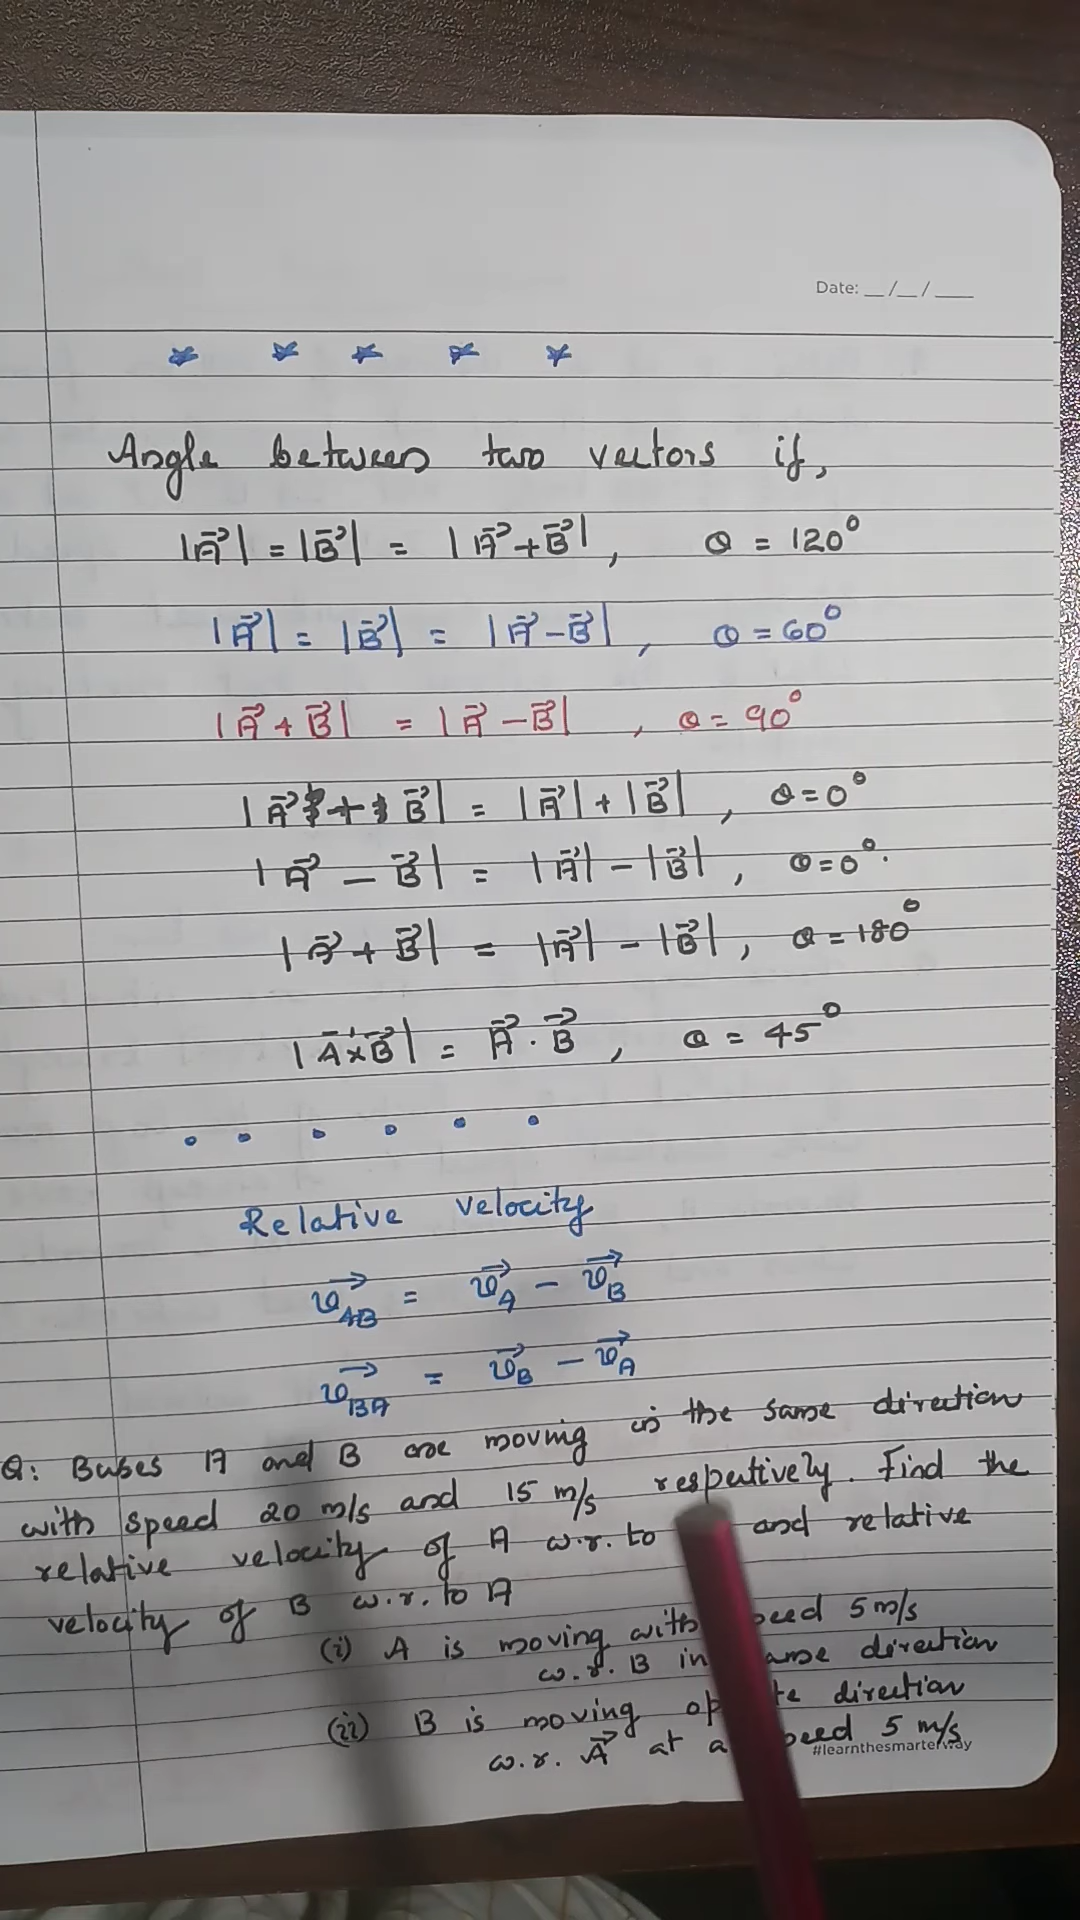 Date: __/__/____
Angle between two vectors if,
|A⃗| = |B⃗| = |A⃗+B⃗|, θ = 120°
|A⃗| = |B⃗| = |A⃗-B⃗|, θ = 60°
|A⃗ + B⃗| = |A⃗ - B⃗|, θ = 90°
|A⃗ + B⃗| = |A⃗| + |B⃗|, θ = 0°
|A⃗ - B⃗| = |A⃗| - |B⃗|, θ = 0°.
|A⃗ + B⃗| = |A⃗| - |B⃗|, θ = 180°
|A⃗×B⃗| = A⃗ . B⃗, θ = 45°
Relative velocity
v⃗AB = v⃗A - v⃗B
v⃗BA = v⃗B - v⃗A
Q: Buses A and B are moving in the same direction
with speed 20 m/s and 15 m/s respectively. Find the
relative velocity of A w.r. to and relative
velocity of B w.r. to A
(i) A is moving with 5 m/s
w.r. B in direction
(ii) B is moving direction
w.r. A⃗ at a 5 m/s
#learnthesmarterway